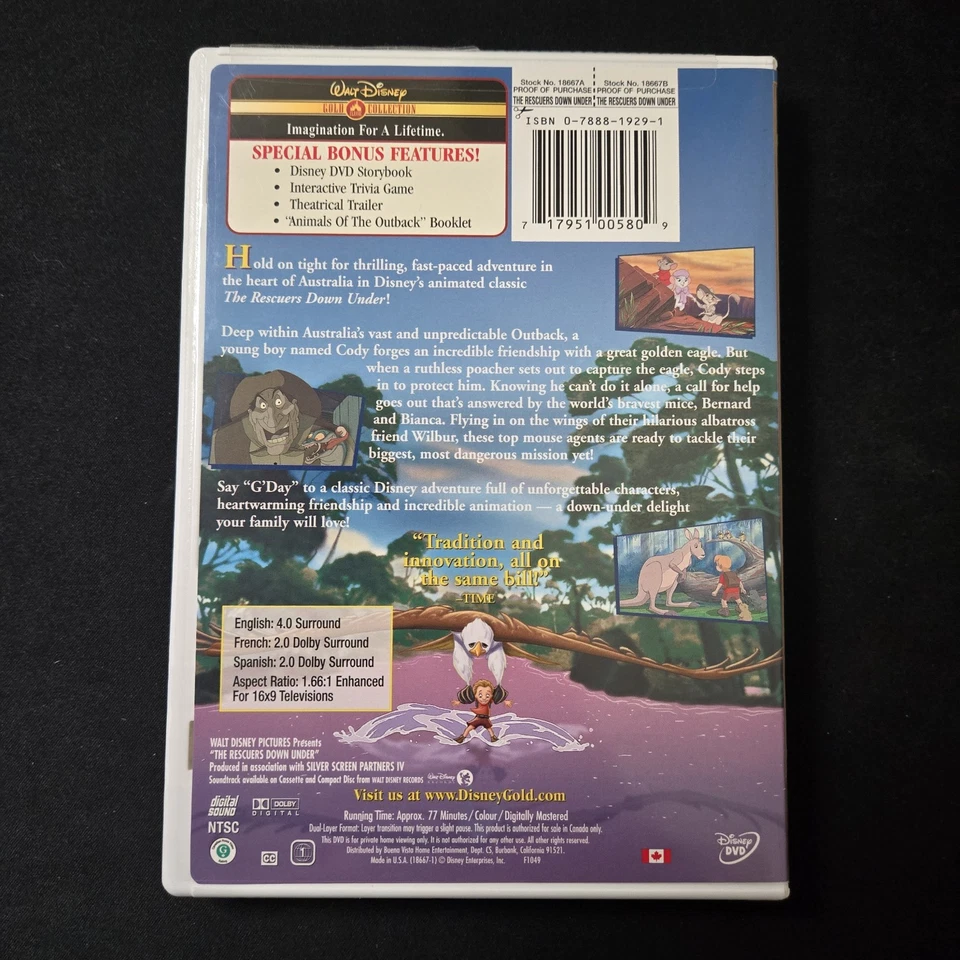 WALT DISNEY
GOLD COLLECTION
Imagination For A Lifetime.
SPECIAL BONUS FEATURES!
• Disney DVD Storybook
• Interactive Trivia Game
• Theatrical Trailer
• “Animals Of The Outback” Booklet
Stock No. 18667A Stock No. 18667B
PROOF OF PURCHASE PROOF OF PURCHASE
THE RESCUERS DOWN UNDER THE RESCUERS DOWN UNDER
ISBN 0-7888-1929-1
7 17951 00580 9
Hold on tight for thrilling, fast-paced adventure in
the heart of Australia in Disney’s animated classic
The Rescuers Down Under!
Deep within Australia’s vast and unpredictable Outback, a
young boy named Cody forges an incredible friendship with a great golden eagle. But
when a ruthless poacher sets out to capture the eagle, Cody steps
in to protect him. Knowing he can’t do it alone, a call for help
goes out that’s answered by the world’s bravest mice, Bernard
and Bianca. Flying in on the wings of their hilarious albatross
friend Wilbur, these top mouse agents are ready to tackle their
biggest, most dangerous mission yet!
Say “G’Day” to a classic Disney adventure full of unforgettable characters,
heartwarming friendship and incredible animation — a down-under delight
your family will love!
“Tradition and
innovation, all on
the same bill!”
–TIME
English: 4.0 Surround
French: 2.0 Dolby Surround
Spanish: 2.0 Dolby Surround
Aspect Ratio: 1.66:1 Enhanced
For 16x9 Televisions
WALT DISNEY PICTURES Presents
“THE RESCUERS DOWN UNDER”
Produced in association with SILVER SCREEN PARTNERS IV
Soundtrack available on Cassette and Compact Disc from WALT DISNEY RECORDS
Visit us at www.DisneyGold.com
digital SOUND
DOLBY DIGITAL
NTSC
Running Time: Approx. 77 Minutes/Colour/Digitally Mastered
Dual-Layer Format: Layer transition may trigger a slight pause. This product is authorized for sale in Canada only.
This DVD is for private home viewing only. It is not authorized for any other use. All other rights reserved.
Distributed by Buena Vista Home Entertainment, Dept. CS, Burbank, California 91521.
Made in U.S.A. (18667-1) © Disney Enterprises, Inc. F1049
G
CC
1
Disney DVD